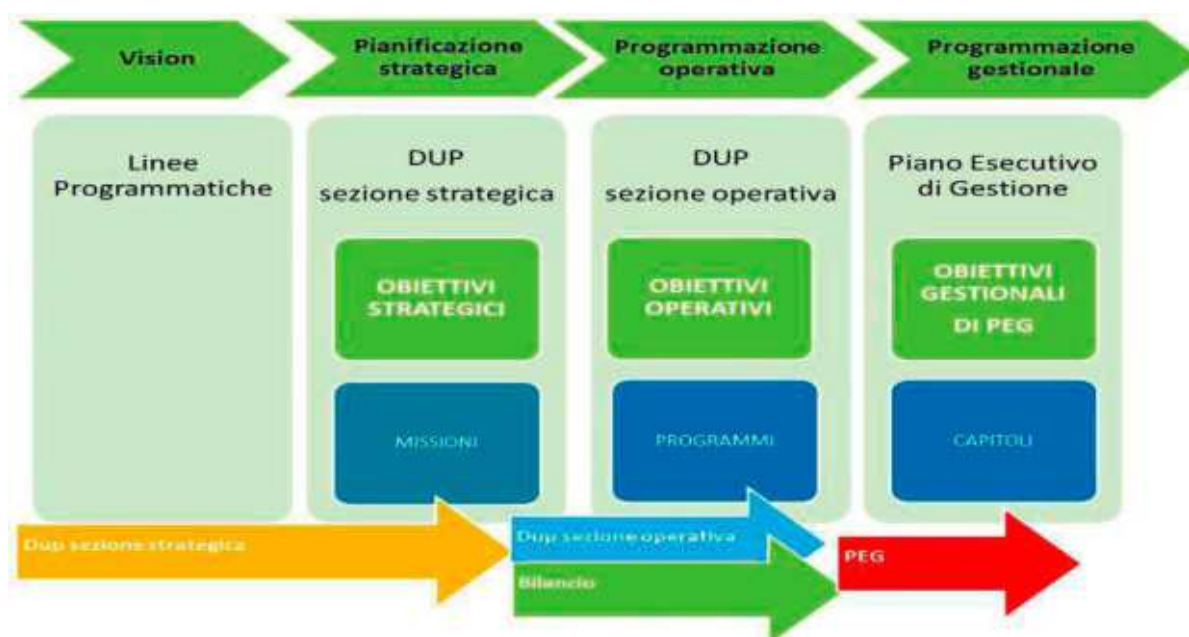 Vision
Pianificazione
strategica
Programmazione
operativa
Programmazione
gestionale
Linee
Programmatiche
DUP
sezione strategica
OBIETTIVI
STRATEGICI
MISSIONI
DUP
sezione operativa
OBIETTIVI
OPERATIVI
PROGRAMMI
Piano Esecutivo
di Gestione
OBIETTIVI
GESTIONALI
DI PEG
CAPITOLI
Dup sezione strategica
Dup sezione operativa
Bilancio
PEG